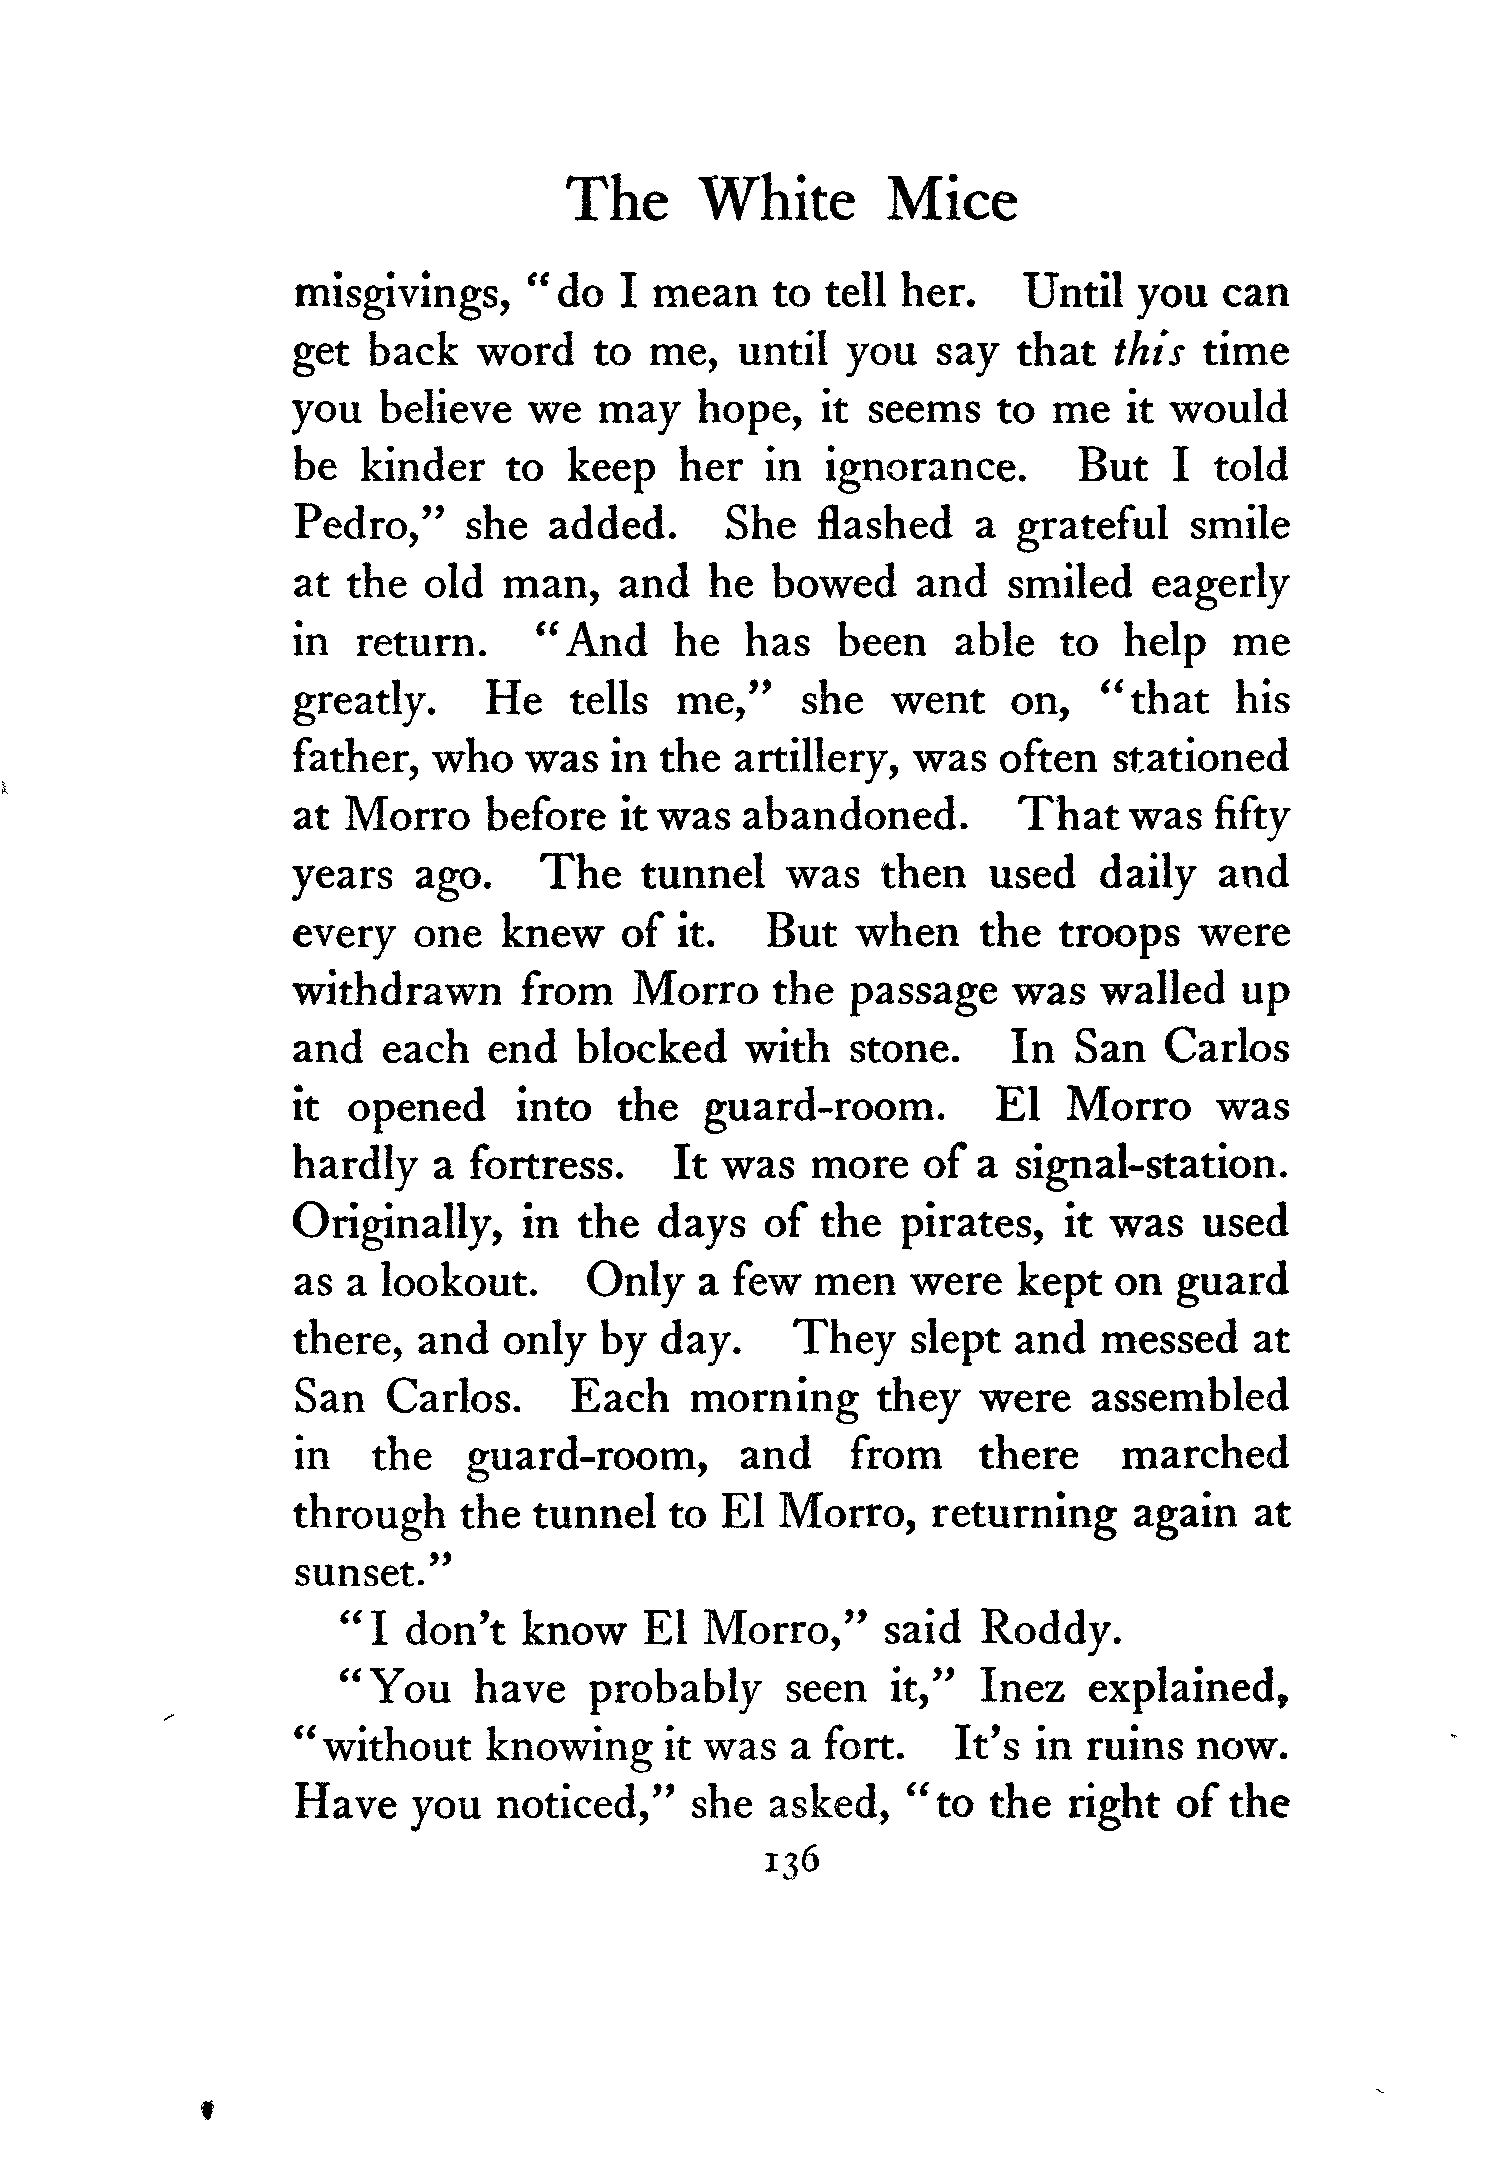 The White Mice
misgivings, "do I mean to tell her. Until you can
get back word to me, until you say that this time
you believe we may hope, it seems to me it would
be kinder to keep her in ignorance. But I told
Pedro," she added. She flashed a grateful smile
at the old man, and he bowed and smiled eagerly
in return. "And he has been able to help me
greatly. He tells me," she went on, "that his
father, who was in the artillery, was often stationed
at Morro before it was abandoned. That was fifty
years ago. The tunnel was then used daily and
every one knew of it. But when the troops were
withdrawn from Morro the passage was walled up
and each end blocked with stone. In San Carlos
it opened into the guard-room. El Morro was
hardly a fortress. It was more of a signal-station.
Originally, in the days of the pirates, it was used
as a lookout. Only a few men were kept on guard
there, and only by day. They slept and messed at
San Carlos. Each morning they were assembled
in the guard-room, and from there marched
through the tunnel to El Morro, returning again at
sunset."
"I don't know El Morro," said Roddy.
"You have probably seen it," Inez explained,
"without knowing it was a fort. It's in ruins now.
Have you noticed," she asked, "to the right of the
136